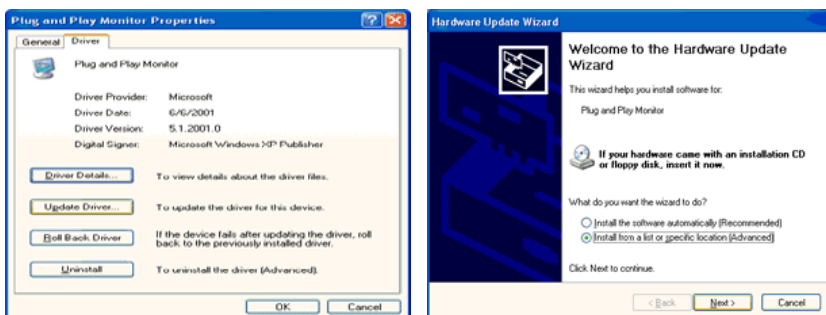 Plug and Play Monitor Properties
General Driver
Plug and Play Monitor
Driver Provider: Microsoft
Driver Date: 6/6/2001
Driver Version: 5.1.2001.0
Digital Signer: Microsoft Windows XP Publisher
Driver Details... To view details about the driver files.
Update Driver... To update the driver for this device.
Roll Back Driver If the device fails after updating the driver, roll
back to the previously installed driver.
Uninstall To uninstall the driver (Advanced).
OK Cancel
Hardware Update Wizard
Welcome to the Hardware Update
Wizard
This wizard helps you install software for:
Plug and Play Monitor
If your hardware came with an installation CD
or floppy disk, insert it now.
What do you want the wizard to do?
Install the software automatically (Recommended)
Install from a list or specific location (Advanced)
Click Next to continue.
< Back Next > Cancel